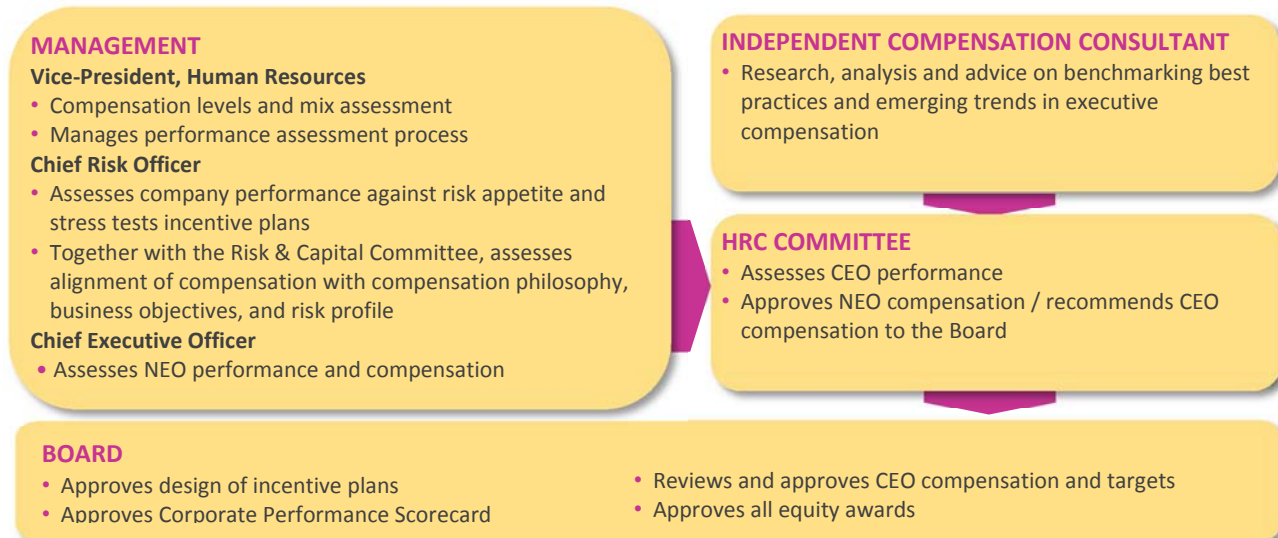 MANAGEMENT
Vice-President, Human Resources
• Compensation levels and mix assessment
• Manages performance assessment process
Chief Risk Officer
• Assesses company performance against risk appetite and
stress tests incentive plans
• Together with the Risk & Capital Committee, assesses
alignment of compensation with compensation philosophy,
business objectives, and risk profile
Chief Executive Officer
• Assesses NEO performance and compensation
INDEPENDENT COMPENSATION CONSULTANT
• Research, analysis and advice on benchmarking best
practices and emerging trends in executive
compensation
HRC COMMITTEE
• Assesses CEO performance
• Approves NEO compensation / recommends CEO
compensation to the Board
BOARD
• Approves design of incentive plans
• Approves Corporate Performance Scorecard
• Reviews and approves CEO compensation and targets
• Approves all equity awards